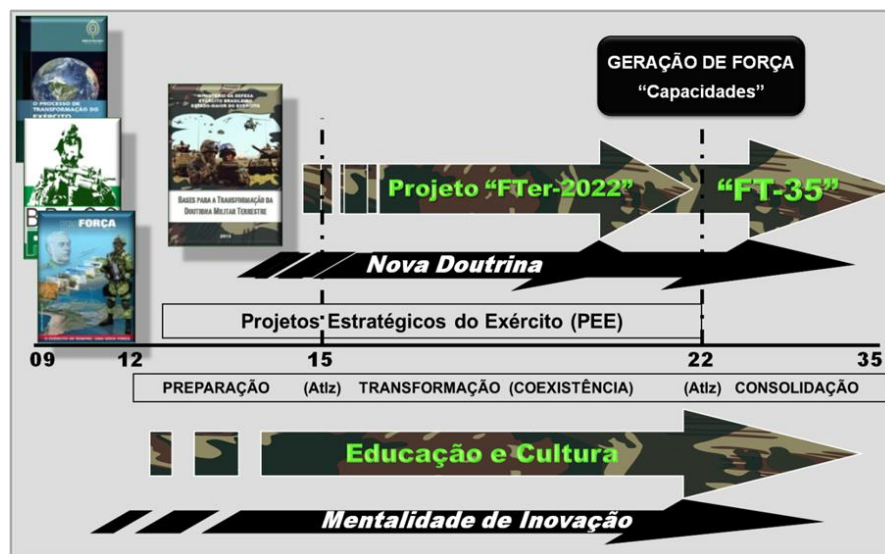 O PROCESSO DE
TRANSFORMAÇÃO DO
EXÉRCITO
FORÇA
MINISTÉRIO DA DEFESA
EXÉRCITO BRASILEIRO
ESTADO-MAIOR DO EXÉRCITO
BASES PARA A TRANSFORMAÇÃO DA
DOUTRINA MILITAR TERRESTRE
2013
GERAÇÃO DE FORÇA
“Capacidades”
Projeto “FTer-2022”
“FT-35”
Nova Doutrina
Projetos Estratégicos do Exército (PEE)
09 12 15 22 35
PREPARAÇÃO (Atlz) TRANSFORMAÇÃO (COEXISTÊNCIA) (Atlz) CONSOLIDAÇÃO
Educação e Cultura
Mentalidade de Inovação